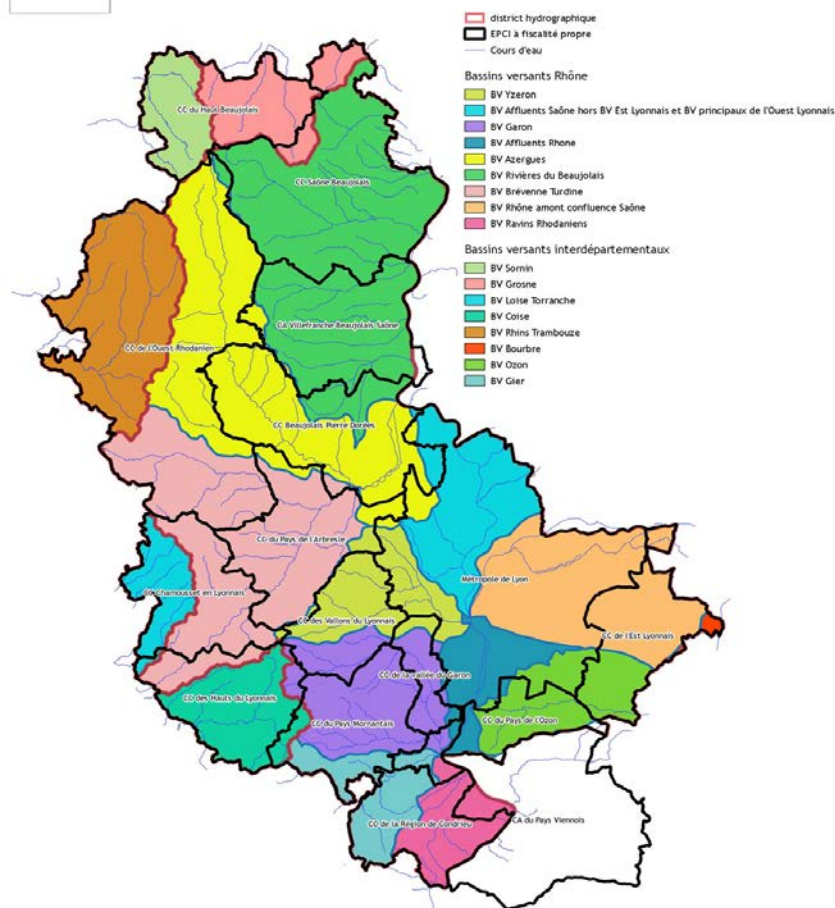 district hydrographique
EPCI à fiscalité propre
Cours d'eau
Bassins versants Rhône
BV Yzeron
BV Affluents Saône hors BV Est Lyonnais et BV principaux de l'Ouest Lyonnais
BV Garon
BV Affluents Rhone
BV Azergues
BV Rivières du Beaujolais
BV Brévenne Turdine
BV Rhône amont confluence Saône
BV Ravins Rhodaniens
Bassins versants interdépartementaux
BV Sornin
BV Grosne
BV Loise Torranche
BV Coise
BV Rhins Trambouze
BV Bourbre
BV Ozon
BV Gier
CC du Haut Beaujolais
CC Saône Beaujolais
CA Villefranche Beaujolais Saône
CC de l'Ouest Rhodanien
CC Beaujolais Pierre Dorées
CC du Pays de l'Arbresle
Métropole de Lyon
CC Chamousset en Lyonnais
CC des Vallons du Lyonnais
CC de l'Est Lyonnais
CC de la vallée du Garon
CC des Hauts du Lyonnais
CC du Pays Mornantais
CC du Pays de l'Ozon
CC de la Région de Condrieu
CA du Pays Viennois